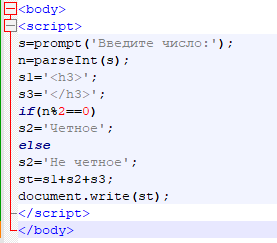 <body>
<script>
s=prompt('Введите число:');
n=parseInt(s);
s1='<h3>';
s3='</h3>';
if(n%2==0)
s2='Четное';
else
s2='Не четное';
st=s1+s2+s3;
document.write(st);
</script>
</body>